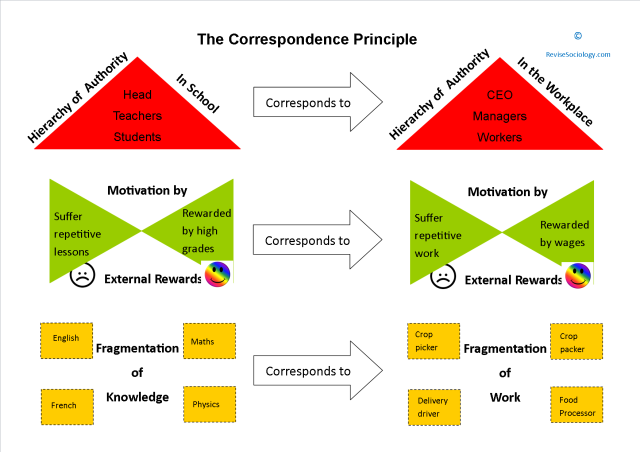 The Correspondence Principle
©
ReviseSociology.com
Hierarchy of Authority
In School
Head
Teachers
Students
Corresponds to
Hierarchy of Authority
In the Workplace
CEO
Managers
Workers
Motivation by
Suffer
repetitive
lessons
Rewarded
by high
grades
External Rewards
Corresponds to
Motivation by
Suffer
repetitive
work
Rewarded
by wages
External Rewards
English
Maths
Fragmentation
of
Knowledge
French
Physics
Corresponds to
Crop
picker
Crop
packer
Fragmentation
of
Work
Delivery
driver
Food
Processor